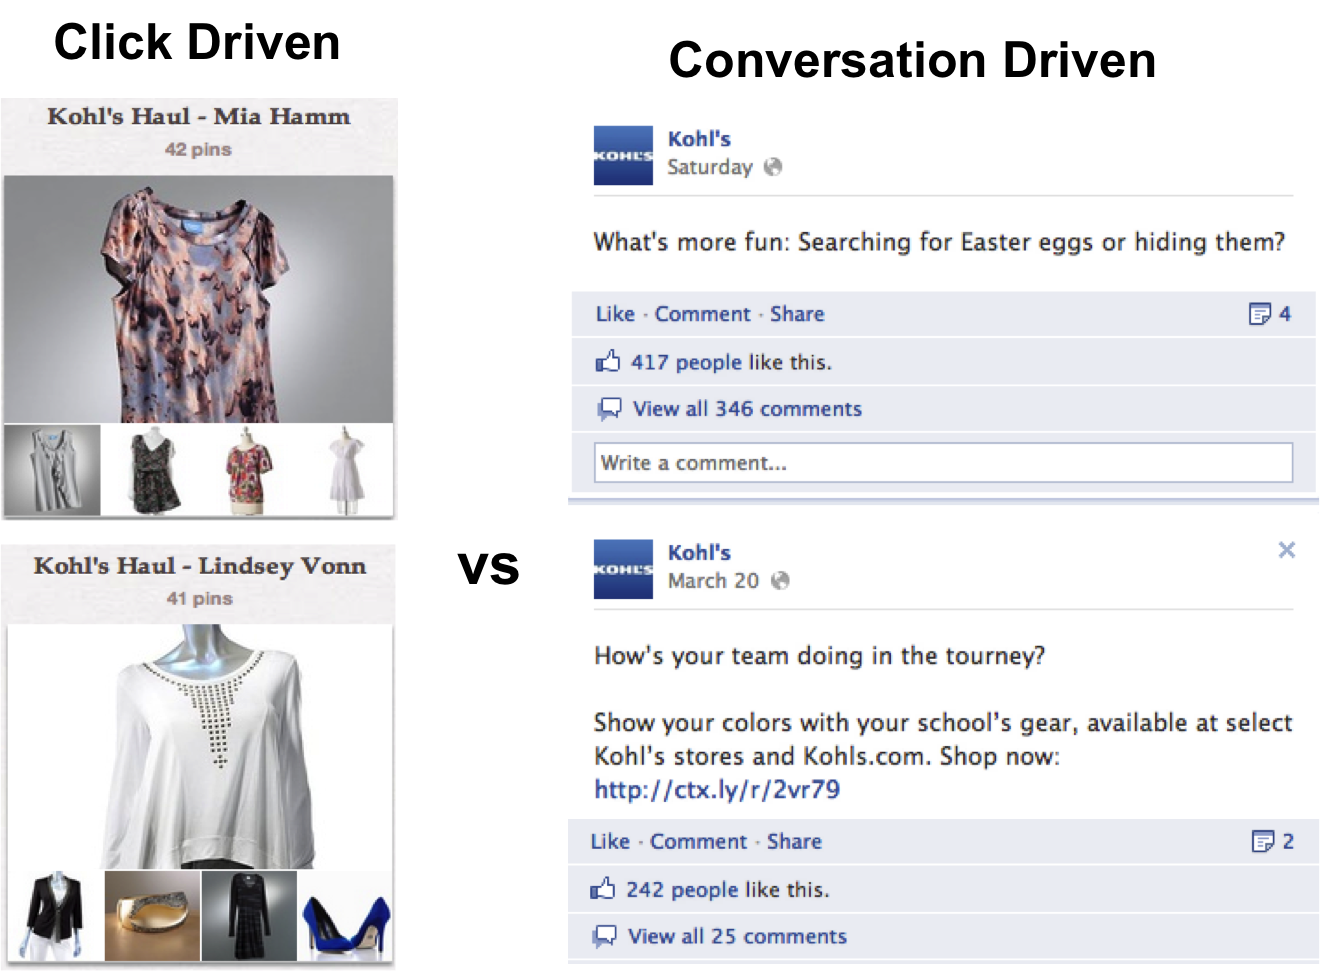 Click Driven
Kohl's Haul - Mia Hamm
42 pins
Kohl's Haul - Lindsey Vonn
41 pins
vs
Conversation Driven
KOHL'S
Kohl's
Saturday
What's more fun: Searching for Easter eggs or hiding them?
Like · Comment · Share
4
417 people like this.
View all 346 comments
Write a comment...
KOHL'S
Kohl's
March 20
How's your team doing in the tourney?
Show your colors with your school's gear, available at select
Kohl's stores and Kohls.com. Shop now:
http://ctx.ly/r/2vr79
Like · Comment · Share
2
242 people like this.
View all 25 comments